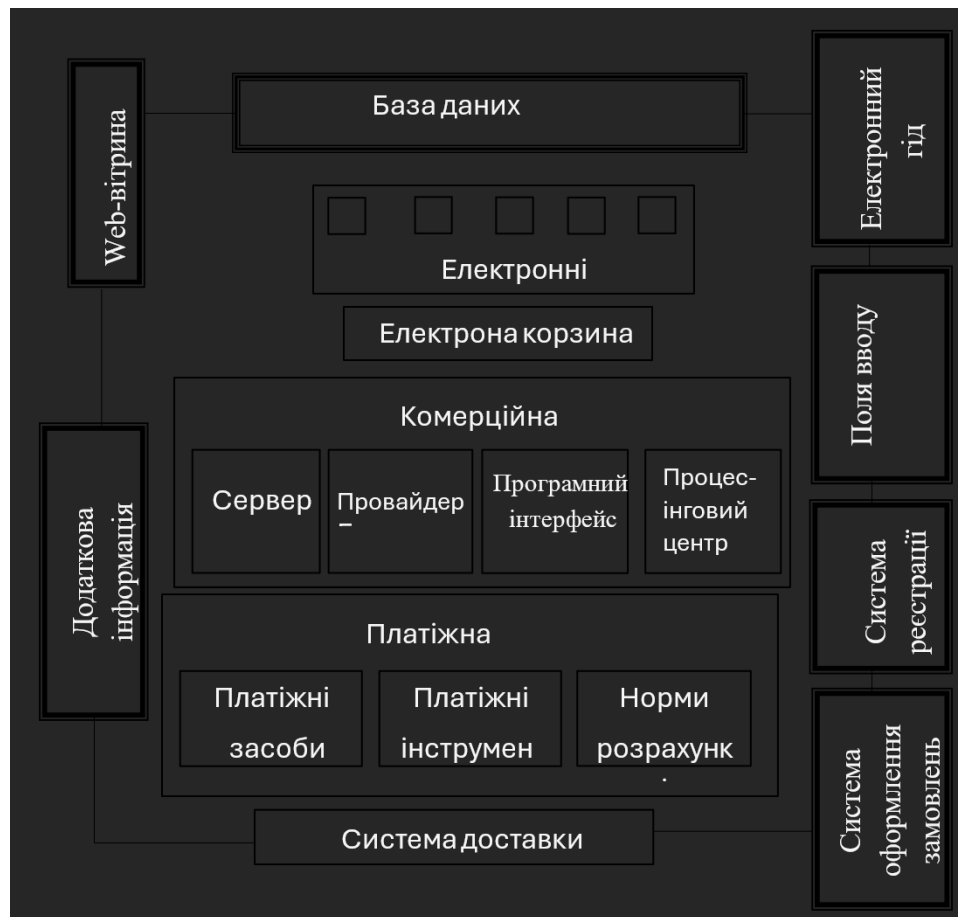 База даних
Web-вітрина
Електронний
гід
Електронні
Електрона корзина
Поля вводу
Комерційна
Сервер
Провайдер
Програмний
інтерфейс
Процес-
інговий
центр
Додаткова
інформація
Система
реєстрації
Платіжна
Платіжні
засоби
Платіжні
інструмен
Норми
розрахунк
Система
оформлення
замовлень
Система доставки